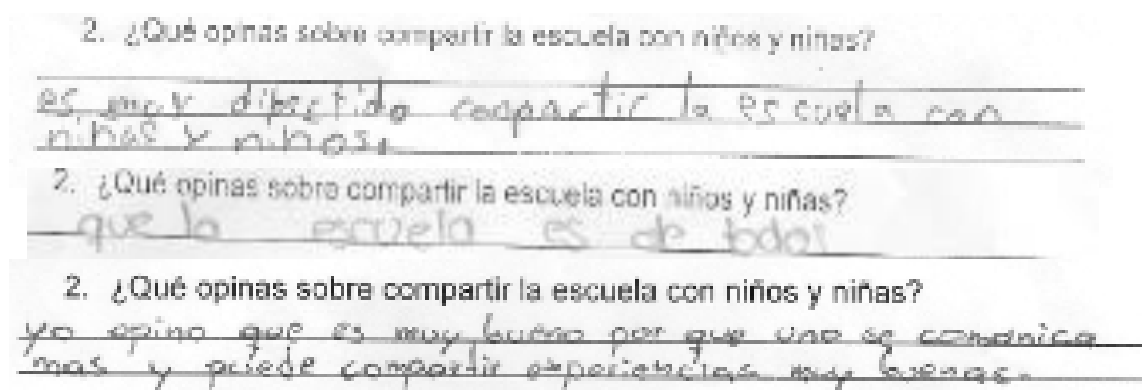 2. ¿Qué opinas sobre compartir la escuela con niños y niñas?
es muy dibertido compartir la escuela con
niñas y niños.
2. ¿Qué opinas sobre compartir la escuela con niños y niñas?
que la escuela es de todos
2. ¿Qué opinas sobre compartir la escuela con niños y niñas?
yo opino que es muy bueno por que uno se comunica
mas y puede compartir experiencias muy buenas.